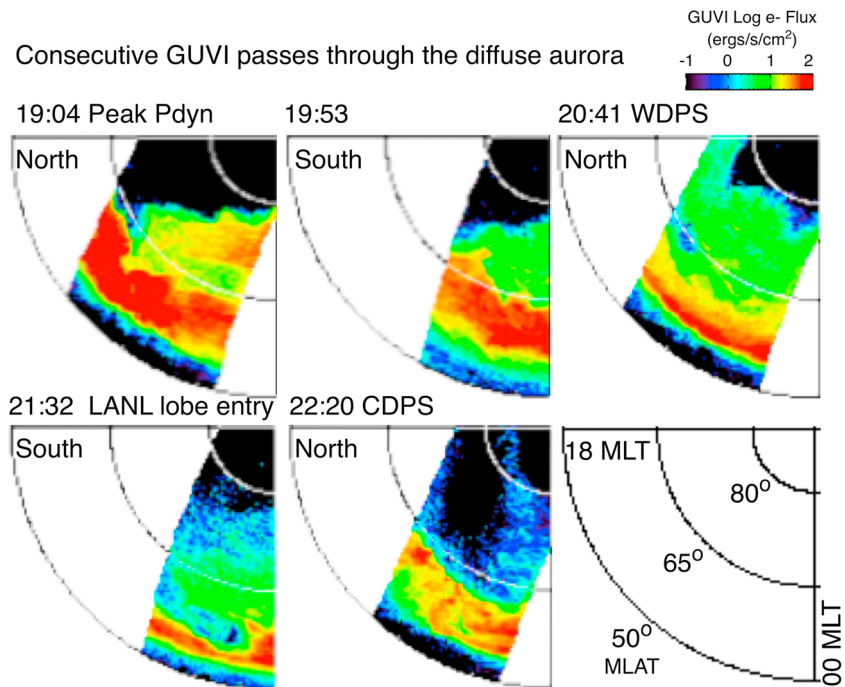 GUVI Log e- Flux
(ergs/s/cm²)
-1 0 1 2
Consecutive GUVI passes through the diffuse aurora
19:04 Peak Pdyn
North
19:53
South
20:41 WDPS
North
21:32 LANL lobe entry
South
22:20 CDPS
North
18 MLT
80º
65º
50º
MLAT
00 MLT